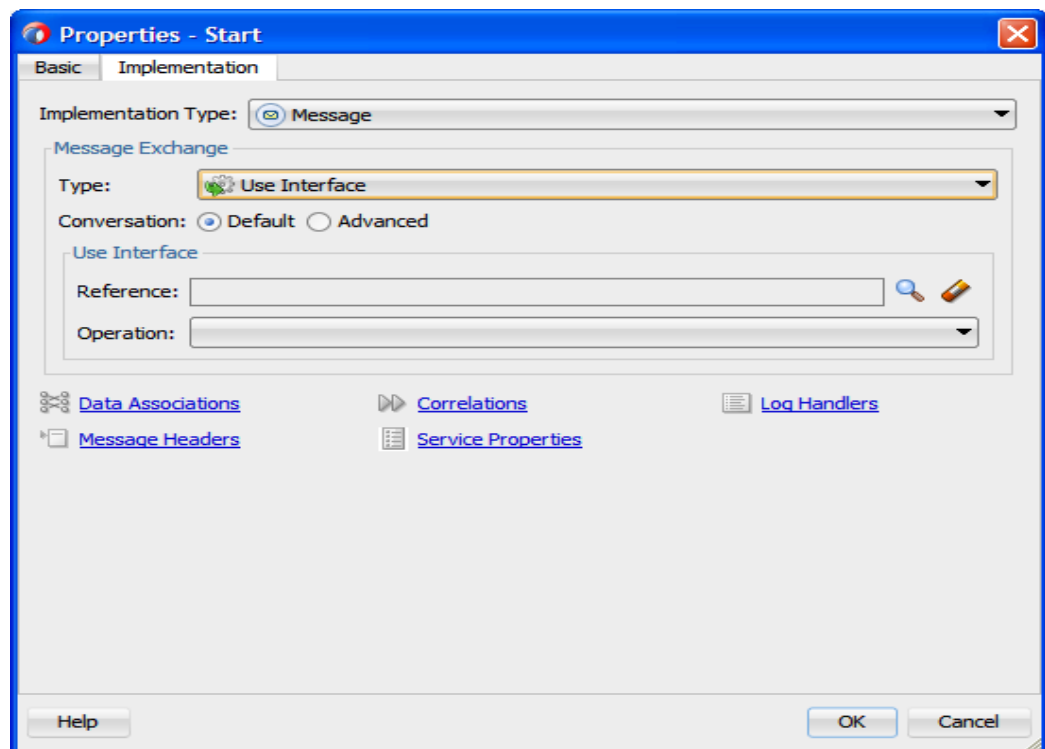 Properties - Start
Basic Implementation
Implementation Type: Message
Message Exchange
Type: Use Interface
Conversation: Default Advanced
Use Interface
Reference:
Operation:
Data Associations Correlations Log Handlers
Message Headers Service Properties
Help OK Cancel